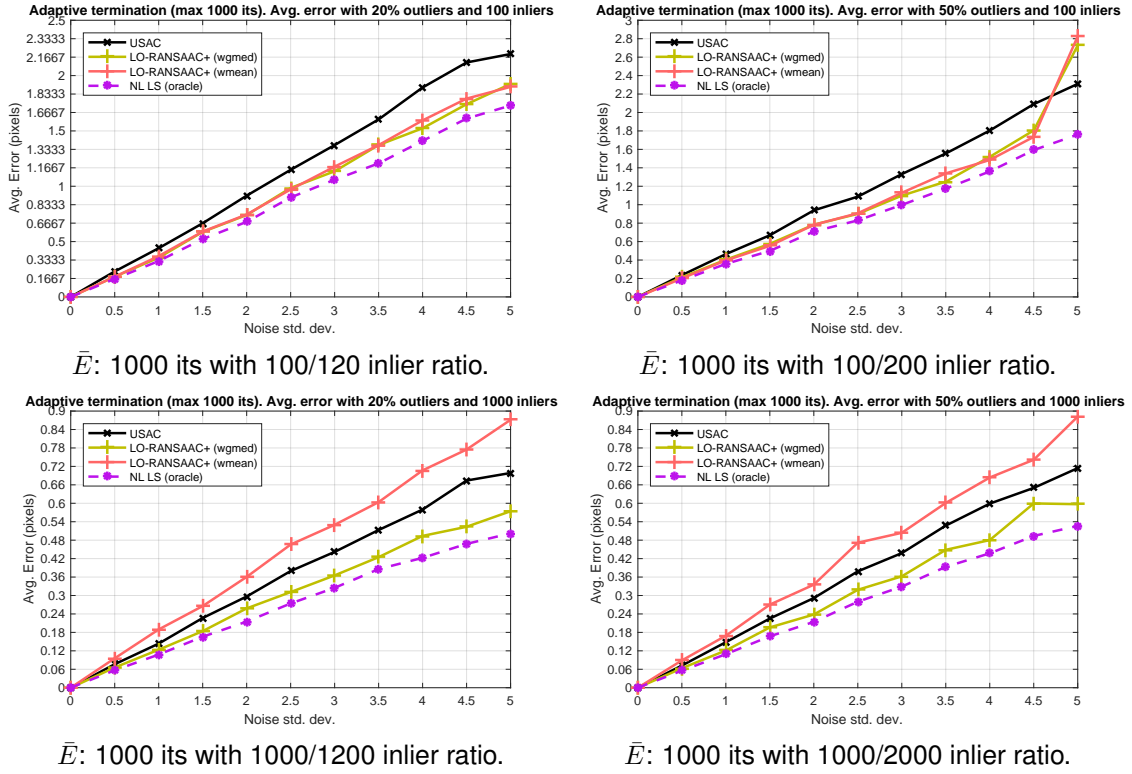 Adaptive termination (max 1000 its). Avg. error with 20% outliers and 100 inliers
2.5
2.3333
2.1667
2
1.8333
1.6667
1.5
1.3333
1.1667
1
0.8333
0.6667
0.5
0.3333
0.1667
0
Avg. Error (pixels)
USAC
LO-RANSAAC+ (wgmed)
LO-RANSAAC+ (wmean)
NL LS (oracle)
0 0.5 1 1.5 2 2.5 3 3.5 4 4.5 5
Noise std. dev.
Ē: 1000 its with 100/120 inlier ratio.
Adaptive termination (max 1000 its). Avg. error with 50% outliers and 100 inliers
3
2.8
2.6
2.4
2.2
2
1.8
1.6
1.4
1.2
1
0.8
0.6
0.4
0.2
0
Avg. Error (pixels)
USAC
LO-RANSAAC+ (wgmed)
LO-RANSAAC+ (wmean)
NL LS (oracle)
0 0.5 1 1.5 2 2.5 3 3.5 4 4.5 5
Noise std. dev.
Ē: 1000 its with 100/200 inlier ratio.
Adaptive termination (max 1000 its). Avg. error with 20% outliers and 1000 inliers
0.9
0.84
0.78
0.72
0.66
0.6
0.54
0.48
0.42
0.36
0.3
0.24
0.18
0.12
0.06
0
Avg. Error (pixels)
USAC
LO-RANSAAC+ (wgmed)
LO-RANSAAC+ (wmean)
NL LS (oracle)
0 0.5 1 1.5 2 2.5 3 3.5 4 4.5 5
Noise std. dev.
Ē: 1000 its with 1000/1200 inlier ratio.
Adaptive termination (max 1000 its). Avg. error with 50% outliers and 1000 inliers
0.9
0.84
0.78
0.72
0.66
0.6
0.54
0.48
0.42
0.36
0.3
0.24
0.18
0.12
0.06
0
Avg. Error (pixels)
USAC
LO-RANSAAC+ (wgmed)
LO-RANSAAC+ (wmean)
NL LS (oracle)
0 0.5 1 1.5 2 2.5 3 3.5 4 4.5 5
Noise std. dev.
Ē: 1000 its with 1000/2000 inlier ratio.